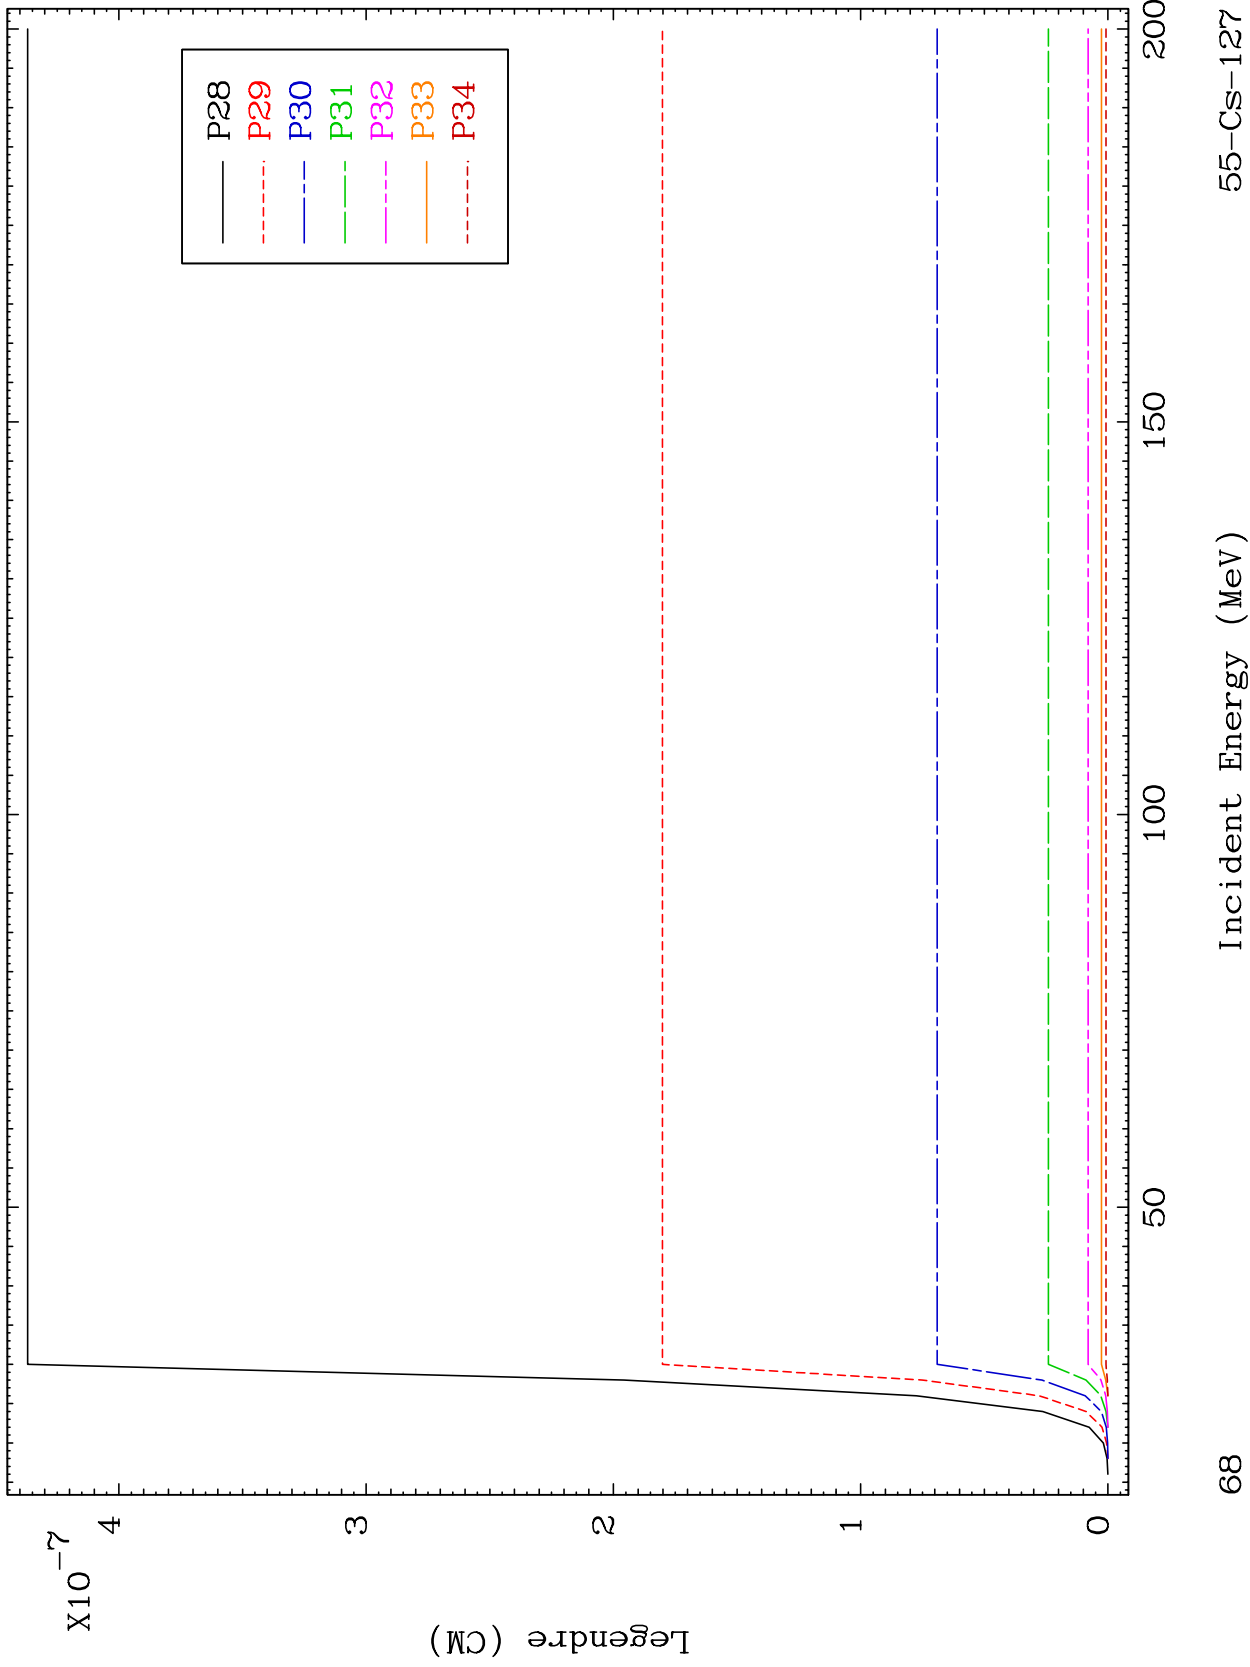 X10-7
4
3
2
1
0
Legendre (CM)
P28
P29
P30
P31
P32
P33
P34
50
100
150
200
68
Incident Energy (MeV)
55-Cs-127